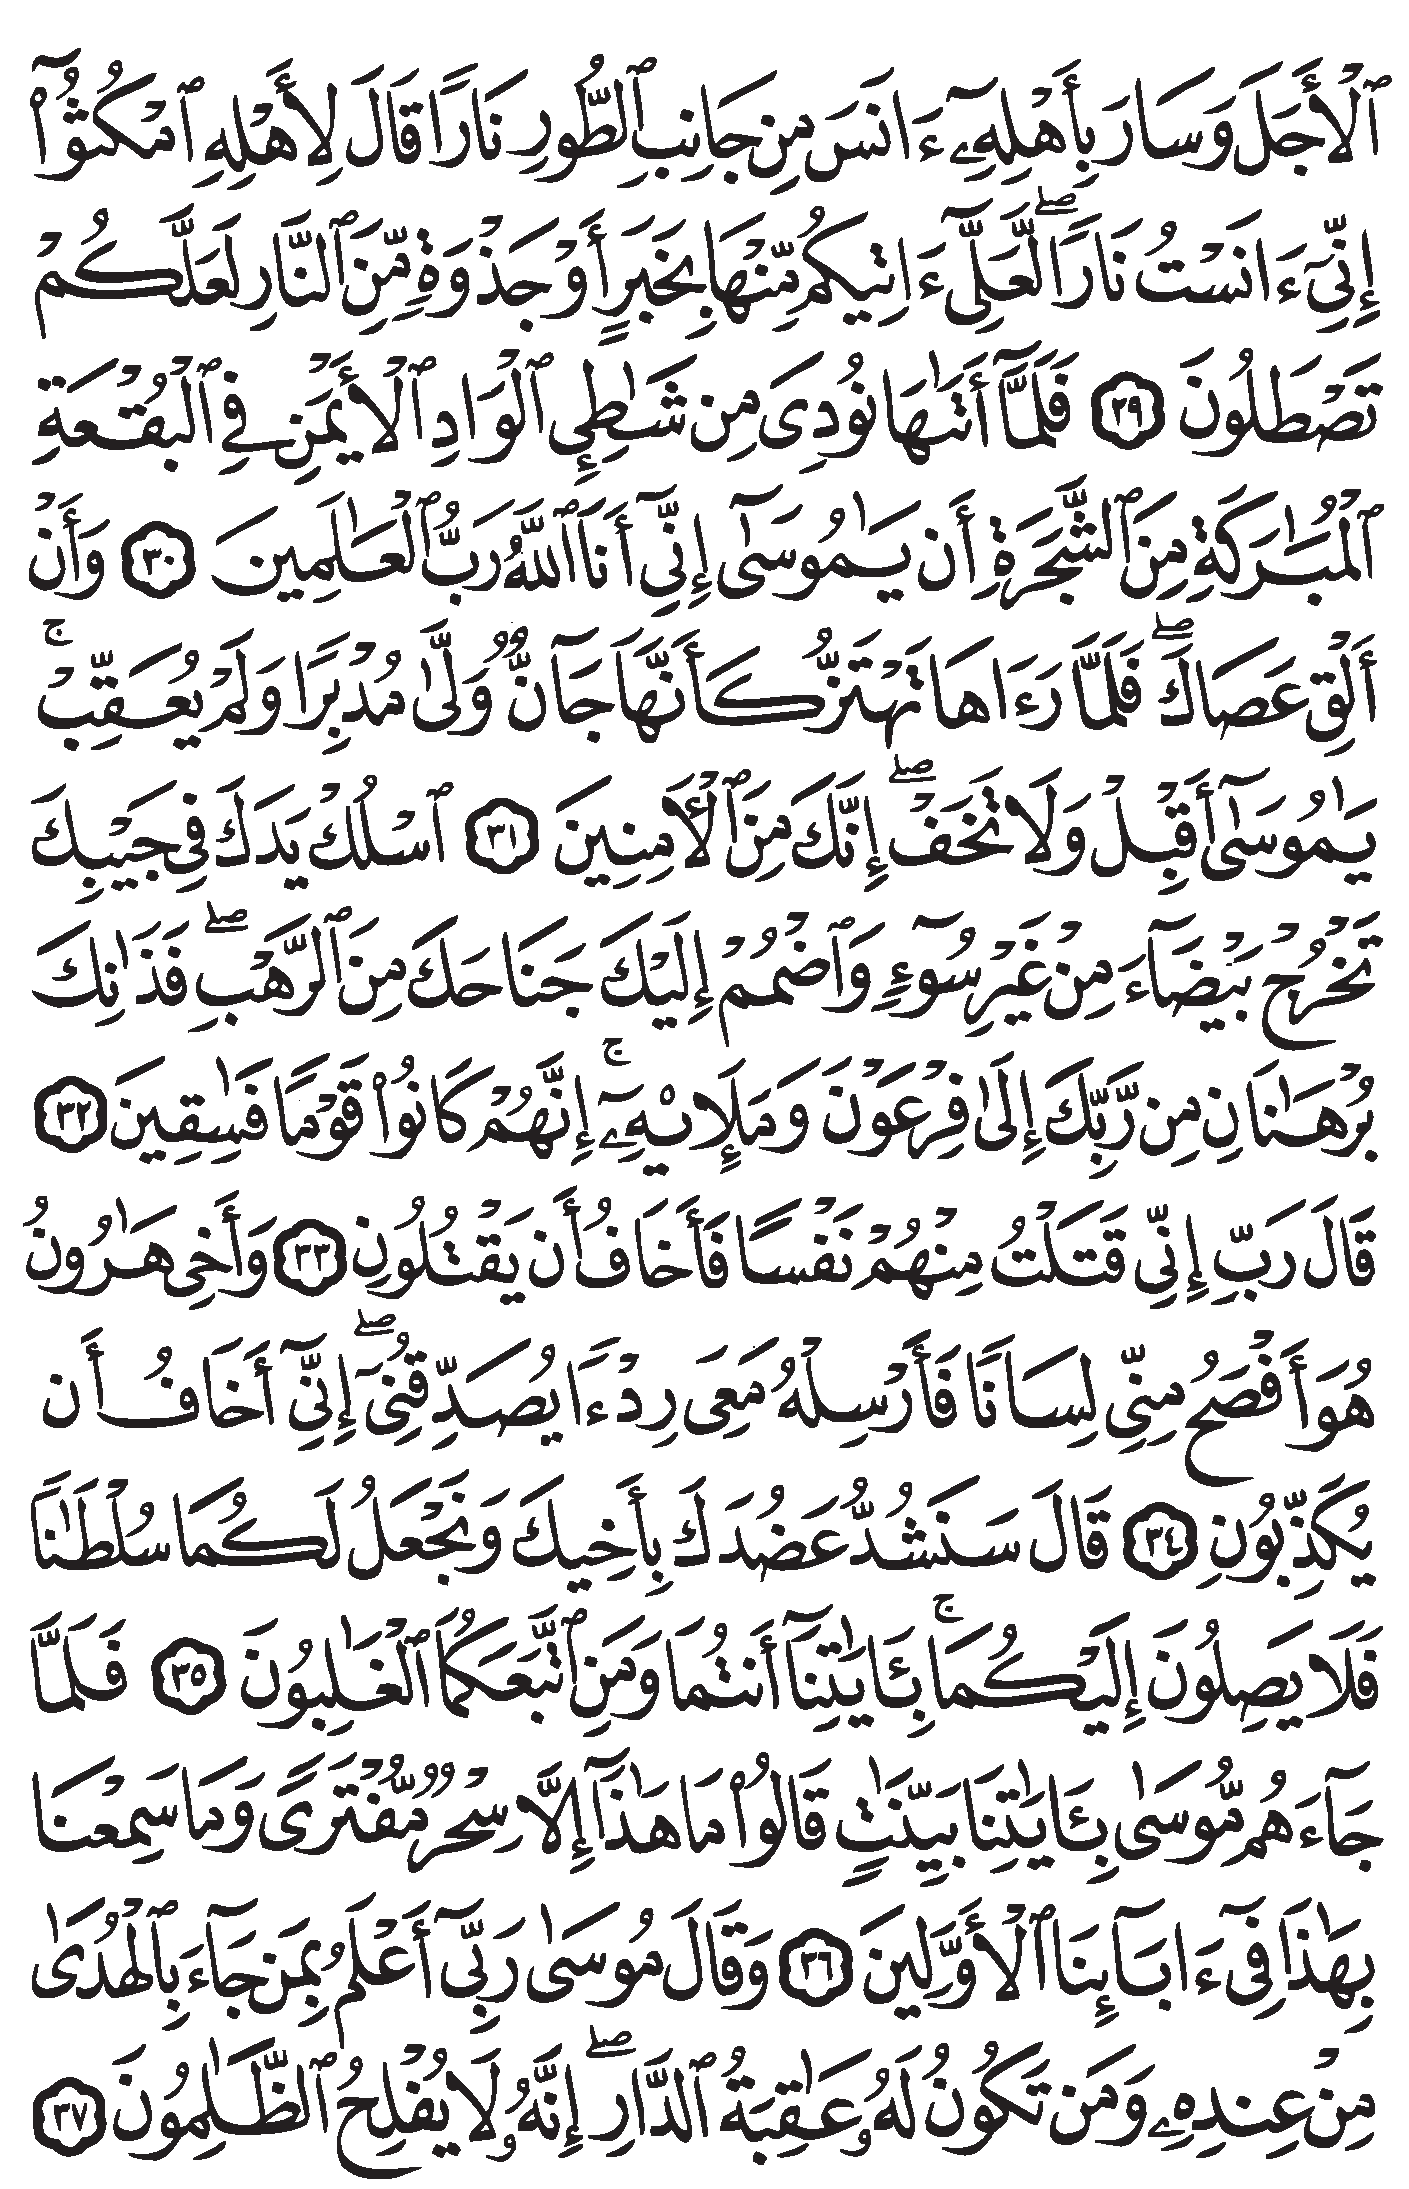 ٱلْأَجَلَ وَسَارَ بِأَهْلِهِۦٓ ءَانَسَ مِن جَانِبِ ٱلطُّورِ نَارًا قَالَ لِأَهْلِهِ ٱمْكُثُوٓا۟
إِنِّىٓ ءَانَسْتُ نَارًا ۖ لَّعَلِّىٓ ءَاتِيكُم مِّنْهَا بِخَبَرٍ أَوْ جَذْوَةٍ مِّنَ ٱلنَّارِ لَعَلَّكُمْ
تَصْطَلُونَ ٢٩ فَلَمَّآ أَتَىٰهَا نُودِىَ مِن شَـٰطِئِ ٱلْوَادِ ٱلْأَيْمَنِ فِى ٱلْبُقْعَةِ
ٱلْمُبَـٰرَكَةِ مِنَ ٱلشَّجَرَةِ أَن يَـٰمُوسَىٰٓ إِنِّىٓ أَنَا ٱللَّهُ رَبُّ ٱلْعَـٰلَمِينَ ٣٠ وَأَنْ
أَلْقِ عَصَاكَ ۖ فَلَمَّا رَءَاهَا تَهْتَزُّ كَأَنَّهَا جَآنٌّ وَلَّىٰ مُدْبِرًا وَلَمْ يُعَقِّبْ ۚ
يَـٰمُوسَىٰٓ أَقْبِلْ وَلَا تَخَفْ ۖ إِنَّكَ مِنَ ٱلْـَٔامِنِينَ ٣١ ٱسْلُكْ يَدَكَ فِى جَيْبِكَ
تَخْرُجْ بَيْضَآءَ مِنْ غَيْرِ سُوٓءٍ وَٱضْمُمْ إِلَيْكَ جَنَاحَكَ مِنَ ٱلرَّهْبِ ۖ فَذَٰنِكَ
بُرْهَـٰنَانِ مِن رَّبِّكَ إِلَىٰ فِرْعَوْنَ وَمَلَإِي۟هِۦٓ ۚ إِنَّهُمْ كَانُوا۟ قَوْمًا فَـٰسِقِينَ ٣٢
قَالَ رَبِّ إِنِّى قَتَلْتُ مِنْهُمْ نَفْسًا فَأَخَافُ أَن يَقْتُلُونِ ٣٣ وَأَخِى هَـٰرُونُ
هُوَ أَفْصَحُ مِنِّى لِسَانًا فَأَرْسِلْهُ مَعِىَ رِدْءًا يُصَدِّقُنِىٓ ۖ إِنِّىٓ أَخَافُ أَن
يُكَذِّبُونِ ٣٤ قَالَ سَنَشُدُّ عَضُدَكَ بِأَخِيكَ وَنَجْعَلُ لَكُمَا سُلْطَـٰنًا
فَلَا يَصِلُونَ إِلَيْكُمَا ۚ بِـَٔايَـٰتِنَآ أَنتُمَا وَمَنِ ٱتَّبَعَكُمَا ٱلْغَـٰلِبُونَ ٣٥ فَلَمَّا
جَآءَهُم مُّوسَىٰ بِـَٔايَـٰتِنَا بَيِّنَـٰتٍ قَالُوا۟ مَا هَـٰذَآ إِلَّا سِحْرٌ مُّفْتَرًى وَمَا سَمِعْنَا
بِهَـٰذَا فِىٓ ءَابَآئِنَا ٱلْأَوَّلِينَ ٣٦ وَقَالَ مُوسَىٰ رَبِّىٓ أَعْلَمُ بِمَن جَآءَ بِٱلْهُدَىٰ
مِنْ عِندِهِۦ وَمَن تَكُونُ لَهُۥ عَـٰقِبَةُ ٱلدَّارِ ۖ إِنَّهُۥ لَا يُفْلِحُ ٱلظَّـٰلِمُونَ ٣٧